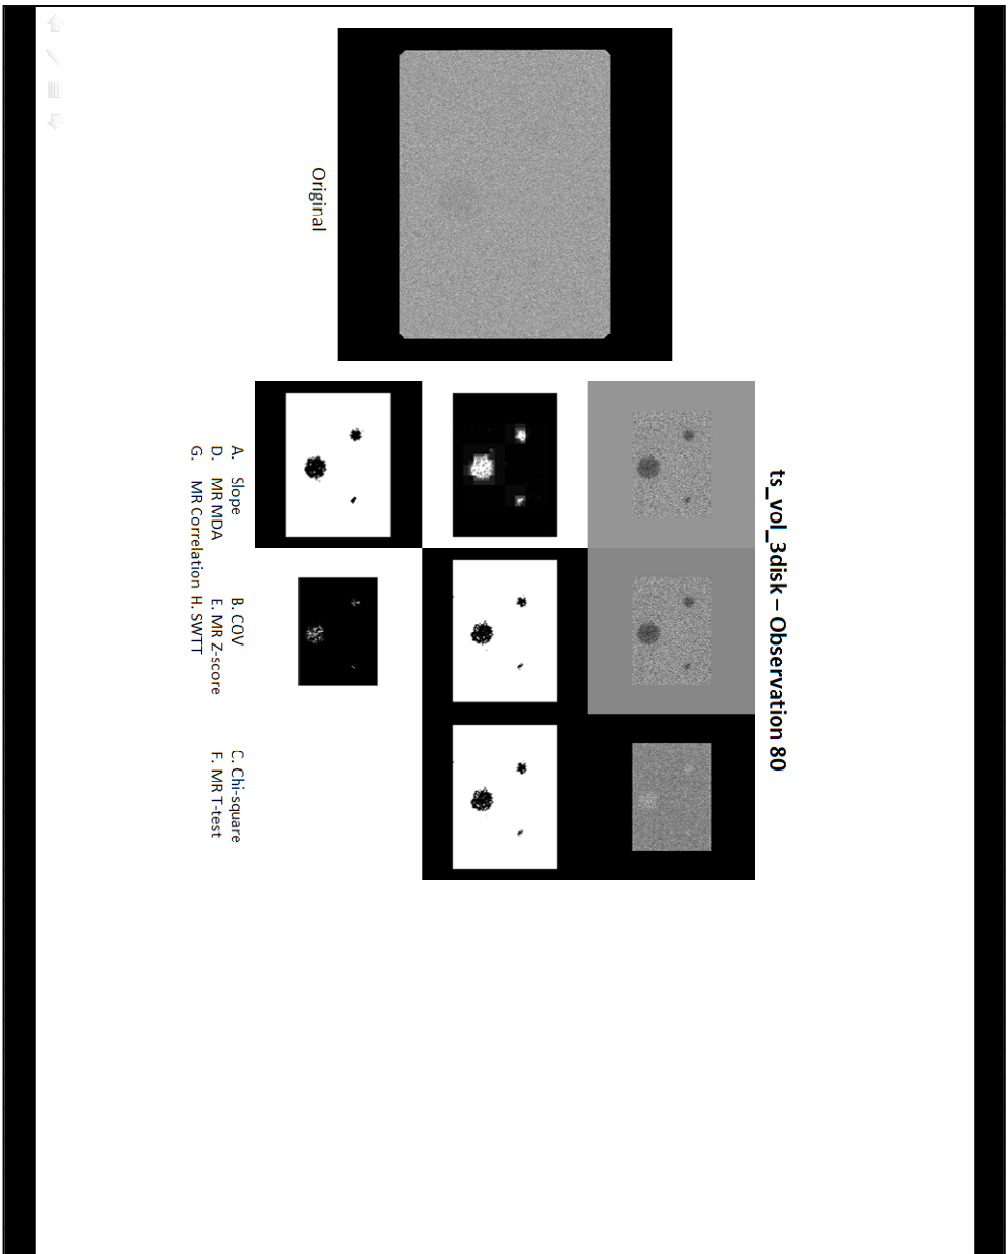 ts_vol_3disk – Observation 80
Original
A. Slope B. COV C. Chi-square
D. MR MDA E. MR Z-score F. MR T-test
G. MR Correlation H. SWTT